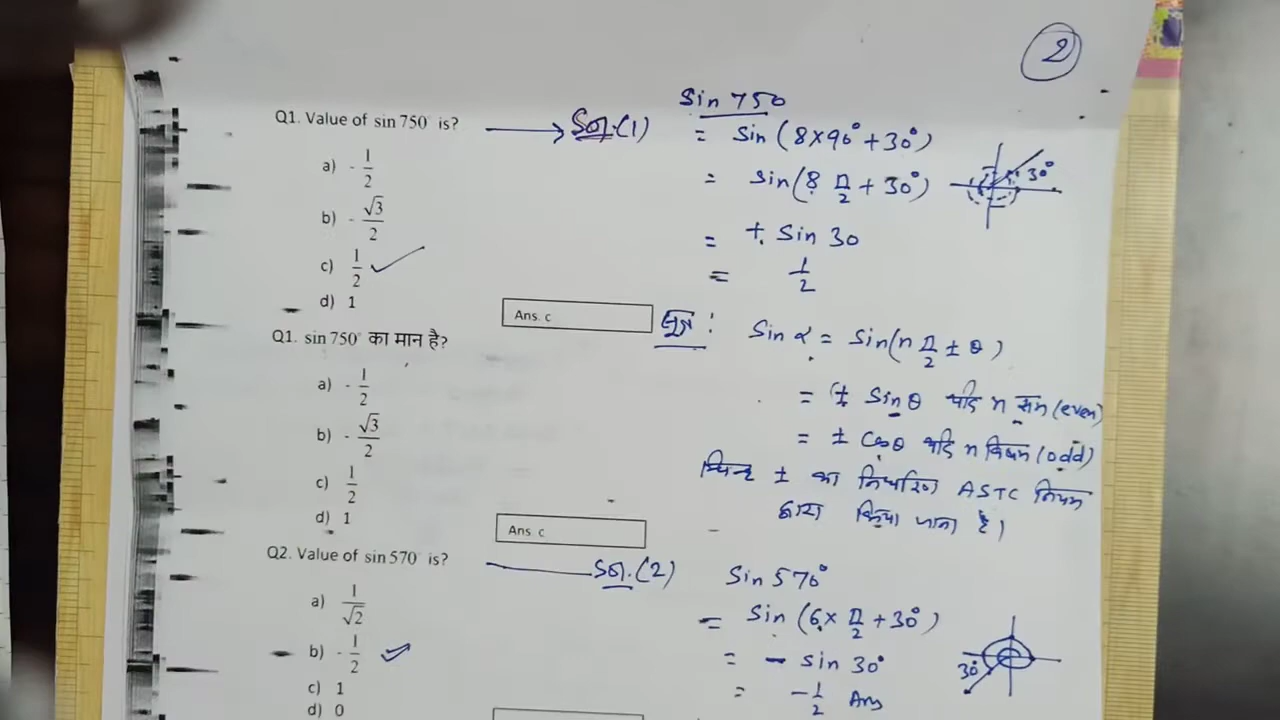 2
Q1. Value of sin 750° is?
a) - 1/2
b) - √3/2
c) 1/2
d) 1
Ans. c
Sol.(1)
Sin 750
= Sin (8×90° + 30°)
= Sin (8 π/2 + 30°)
= + Sin 30
= 1/2
30°
Q1. sin 750° का मान है?
a) - 1/2
b) - √3/2
c) 1/2
d) 1
Ans. c
सूत्र :
Sin α = Sin(n π/2 ± θ)
= ± Sin θ यदि n सम (even)
= ± Cos θ यदि n विषम (odd)
चिन्ह ± का निर्धारण ASTC नियम
द्वारा किया जाता है।
Q2. Value of sin 570° is?
a) 1/√2
b) - 1/2
c) 1
d) 0
Sol.(2)
Sin 570°
= Sin (6× π/2 + 30°)
= - sin 30°
= - 1/2 Ans
30°